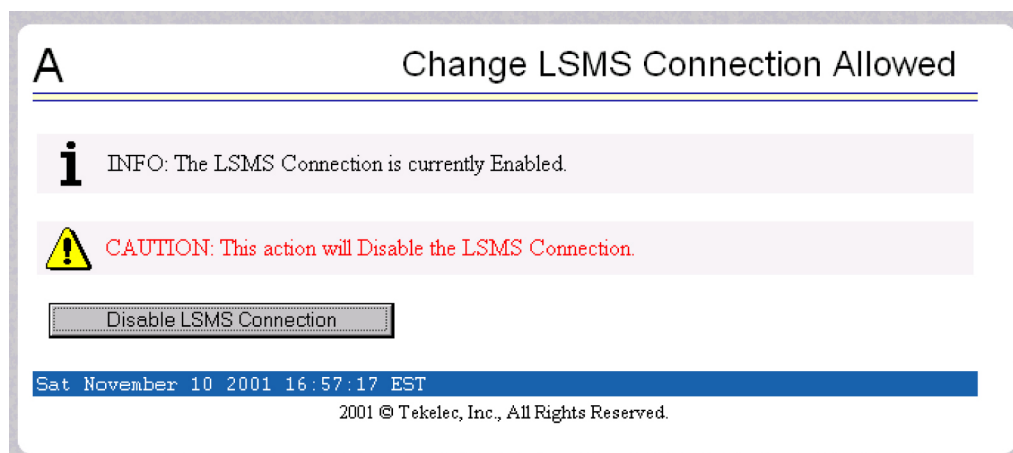 A
Change LSMS Connection Allowed
i
INFO: The LSMS Connection is currently Enabled.
!
CAUTION: This action will Disable the LSMS Connection.
Disable LSMS Connection
Sat November 10 2001 16:57:17 EST
2001 © Tekelec, Inc., All Rights Reserved.